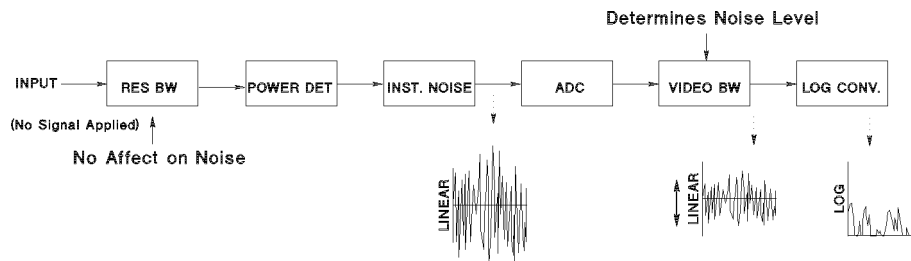 Determines Noise Level
INPUT
RES BW
POWER DET
INST. NOISE
ADC
VIDEO BW
LOG CONV.
(No Signal Applied)
No Affect on Noise
LINEAR
LINEAR
LOG